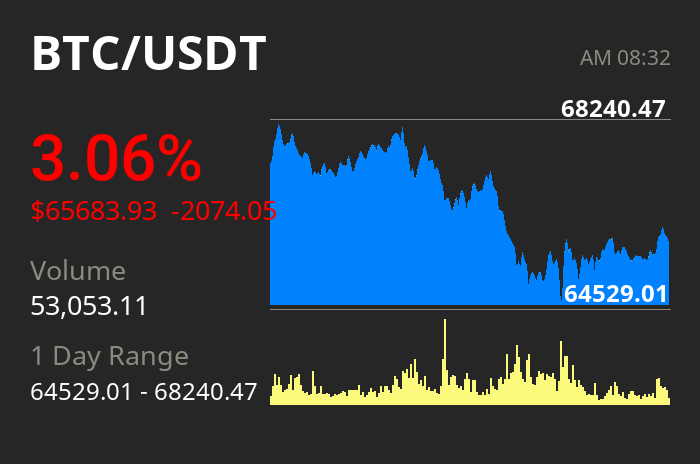 BTC/USDT
AM 08:32
68240.47
3.06%
$65683.93 -2074.05
Volume
53,053.11
64529.01
1 Day Range
64529.01 - 68240.47